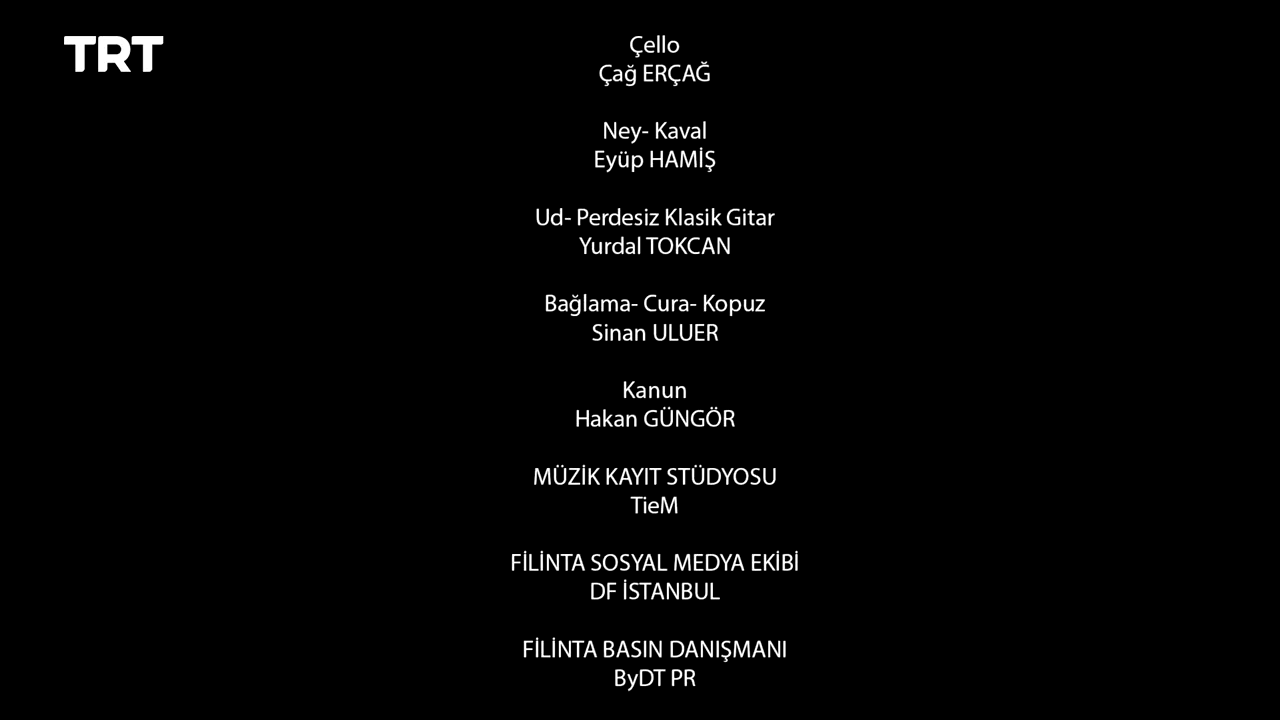 TRT
Çello
Çağ ERÇAĞ
Ney- Kaval
Eyüp HAMİŞ
Ud- Perdesiz Klasik Gitar
Yurdal TOKCAN
Bağlama- Cura- Kopuz
Sinan ULUER
Kanun
Hakan GÜNGÖR
MÜZİK KAYIT STÜDYOSU
TieM
FİLİNTA SOSYAL MEDYA EKİBİ
DF İSTANBUL
FİLİNTA BASIN DANIŞMANI
ByDT PR